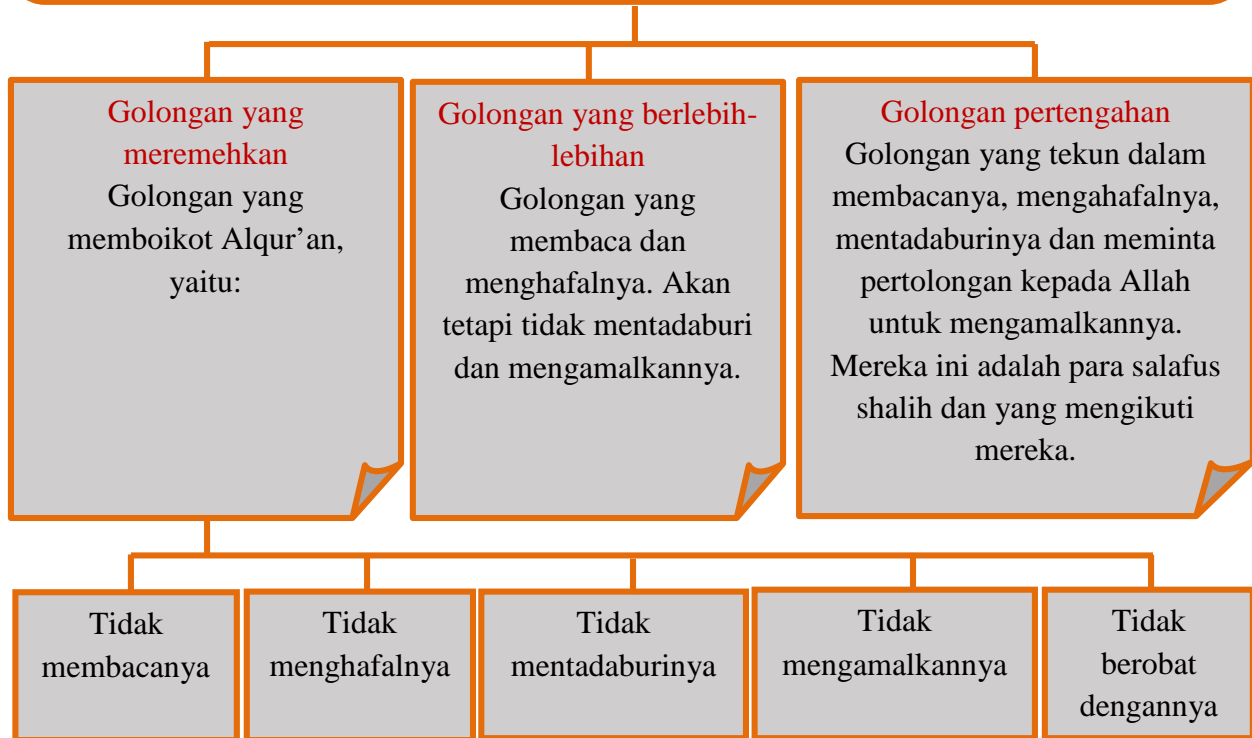 Golongan yang
meremehkan
Golongan yang
memboikot Alqur’an,
yaitu:
Golongan yang berlebih-
lebihan
Golongan yang
membaca dan
menghafalnya. Akan
tetapi tidak mentadaburi
dan mengamalkannya.
Golongan pertengahan
Golongan yang tekun dalam
membacanya, mengahafalnya,
mentadaburinya dan meminta
pertolongan kepada Allah
untuk mengamalkannya.
Mereka ini adalah para salafus
shalih dan yang mengikuti
mereka.
Tidak
membacanya
Tidak
menghafalnya
Tidak
mentadaburinya
Tidak
mengamalkannya
Tidak
berobat
dengannya